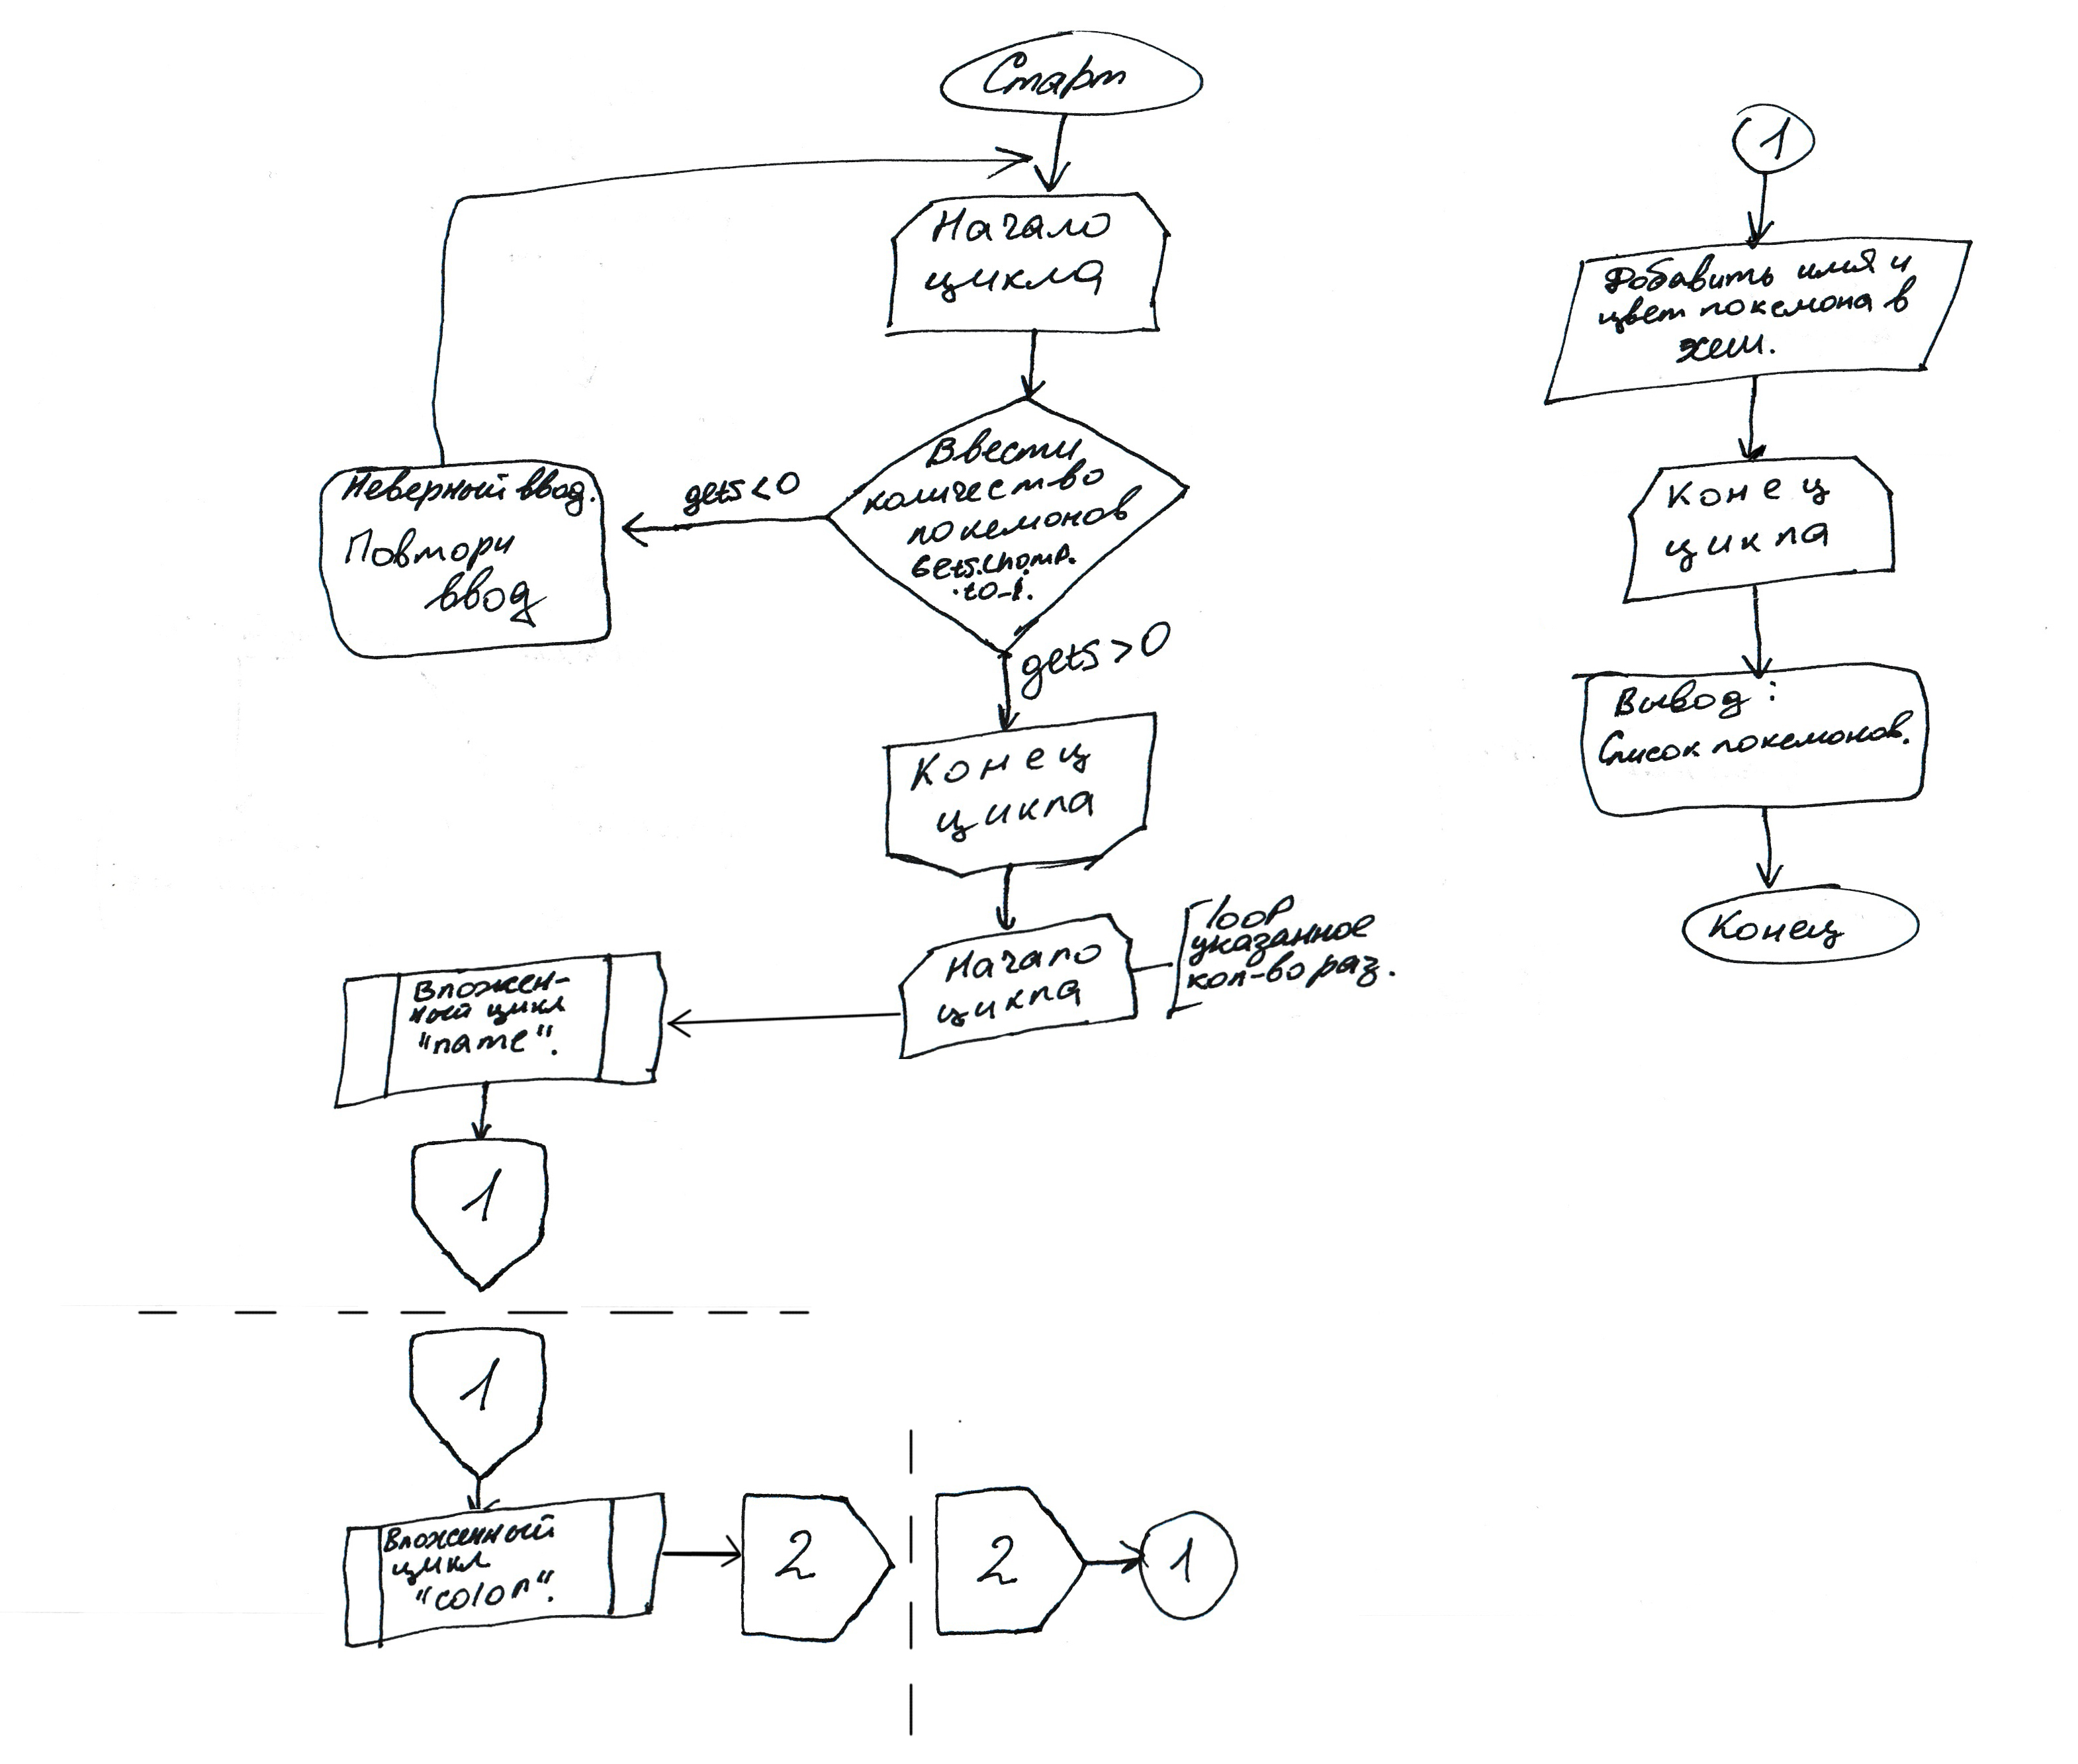 Старт
Начало
цикла
Ввести
количество
покемонов
Gets.chomp.
.to_i.
gets<0
Неверный ввод.
Повтори
ввод
gets>0
Конец
цикла
Начало
цикла
loop
указанное
кол-во раз.
Вложен-
ный цикл
"name".
1
1
Вложенный
цикл
"color".
2
2
1
1
Добавить имя и
цвет покемона в
хеш.
Конец
цикла
Вывод:
Список покемонов.
Конец